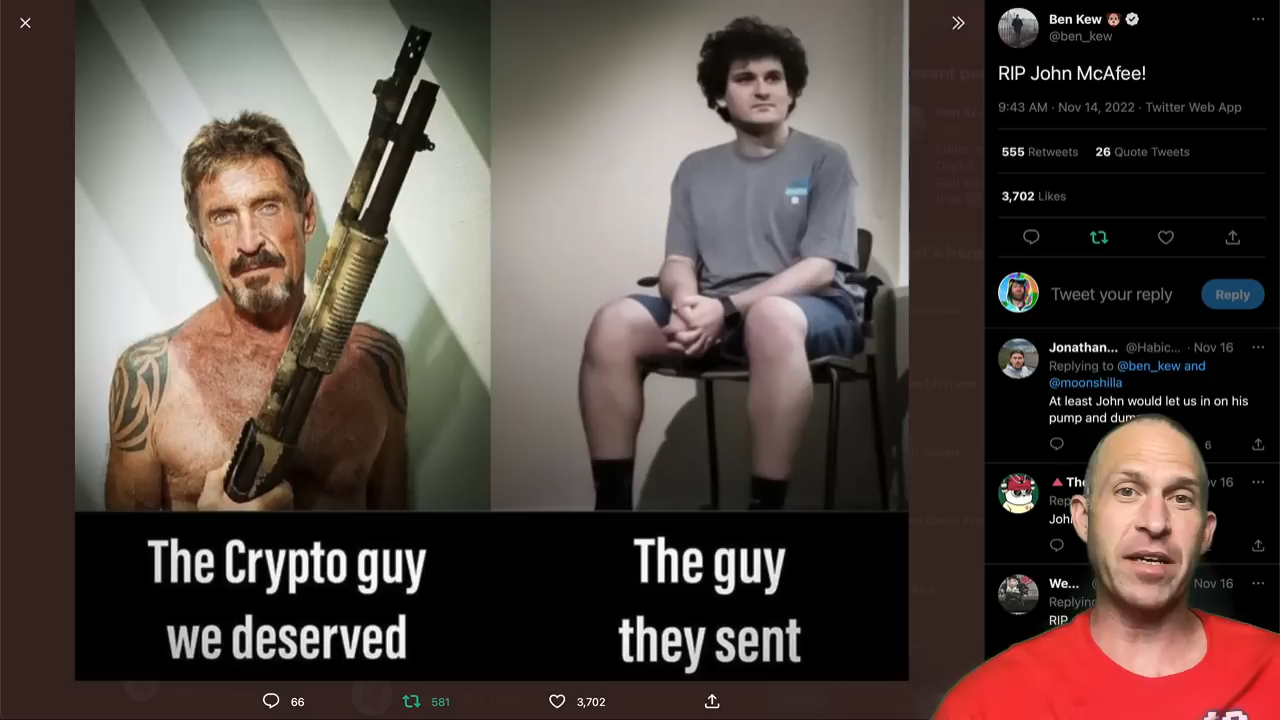 The Crypto guy
we deserved
The guy
they sent
66
581
3,702
Ben Kew
@ben_kew
RIP John McAfee!
9:43 AM · Nov 14, 2022 · Twitter Web App
555 Retweets 26 Quote Tweets
3,702 Likes
Tweet your reply
Reply
Jonathan... @Habic... · Nov 16
Replying to @ben_kew and
@moonshilla
At least John would let us in on his
pump and
6
16
We... Nov 16
Replying
RIP